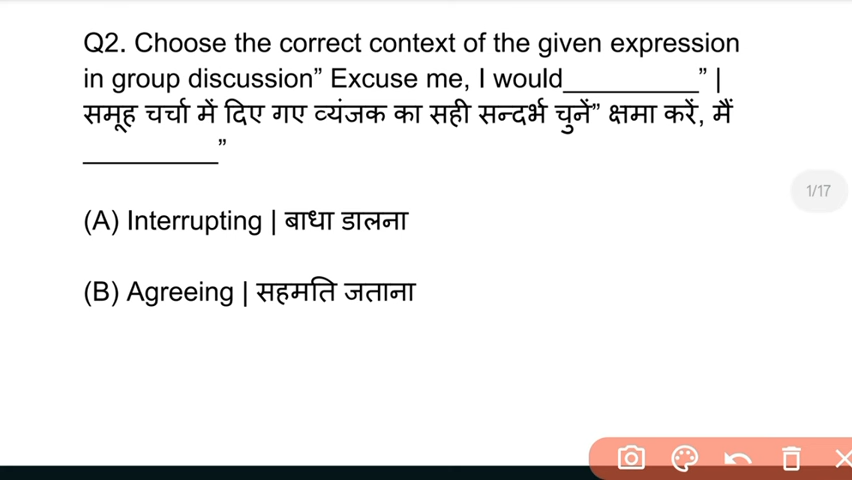 Q2. Choose the correct context of the given expression
in group discussion” Excuse me, I would_________” |
समूह चर्चा में दिए गए व्यंजक का सही सन्दर्भ चुनें” क्षमा करें, मैं
_________”
1/17
(A) Interrupting | बाधा डालना
(B) Agreeing | सहमति जताना